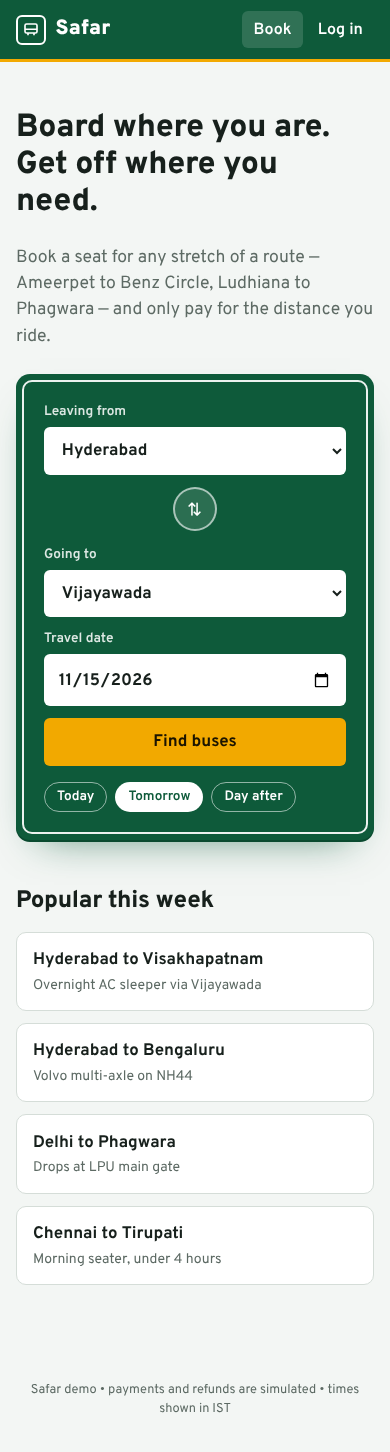 Safar
Book
Log in
Board where you are.
Get off where you
need.
Book a seat for any stretch of a route —
Ameerpet to Benz Circle, Ludhiana to
Phagwara — and only pay for the distance you
ride.
Leaving from
Hyderabad
⇅
Going to
Vijayawada
Travel date
11/15/2026
Find buses
Today
Tomorrow
Day after
Popular this week
Hyderabad to Visakhapatnam
Overnight AC sleeper via Vijayawada
Hyderabad to Bengaluru
Volvo multi-axle on NH44
Delhi to Phagwara
Drops at LPU main gate
Chennai to Tirupati
Morning seater, under 4 hours
Safar demo • payments and refunds are simulated • times
shown in IST